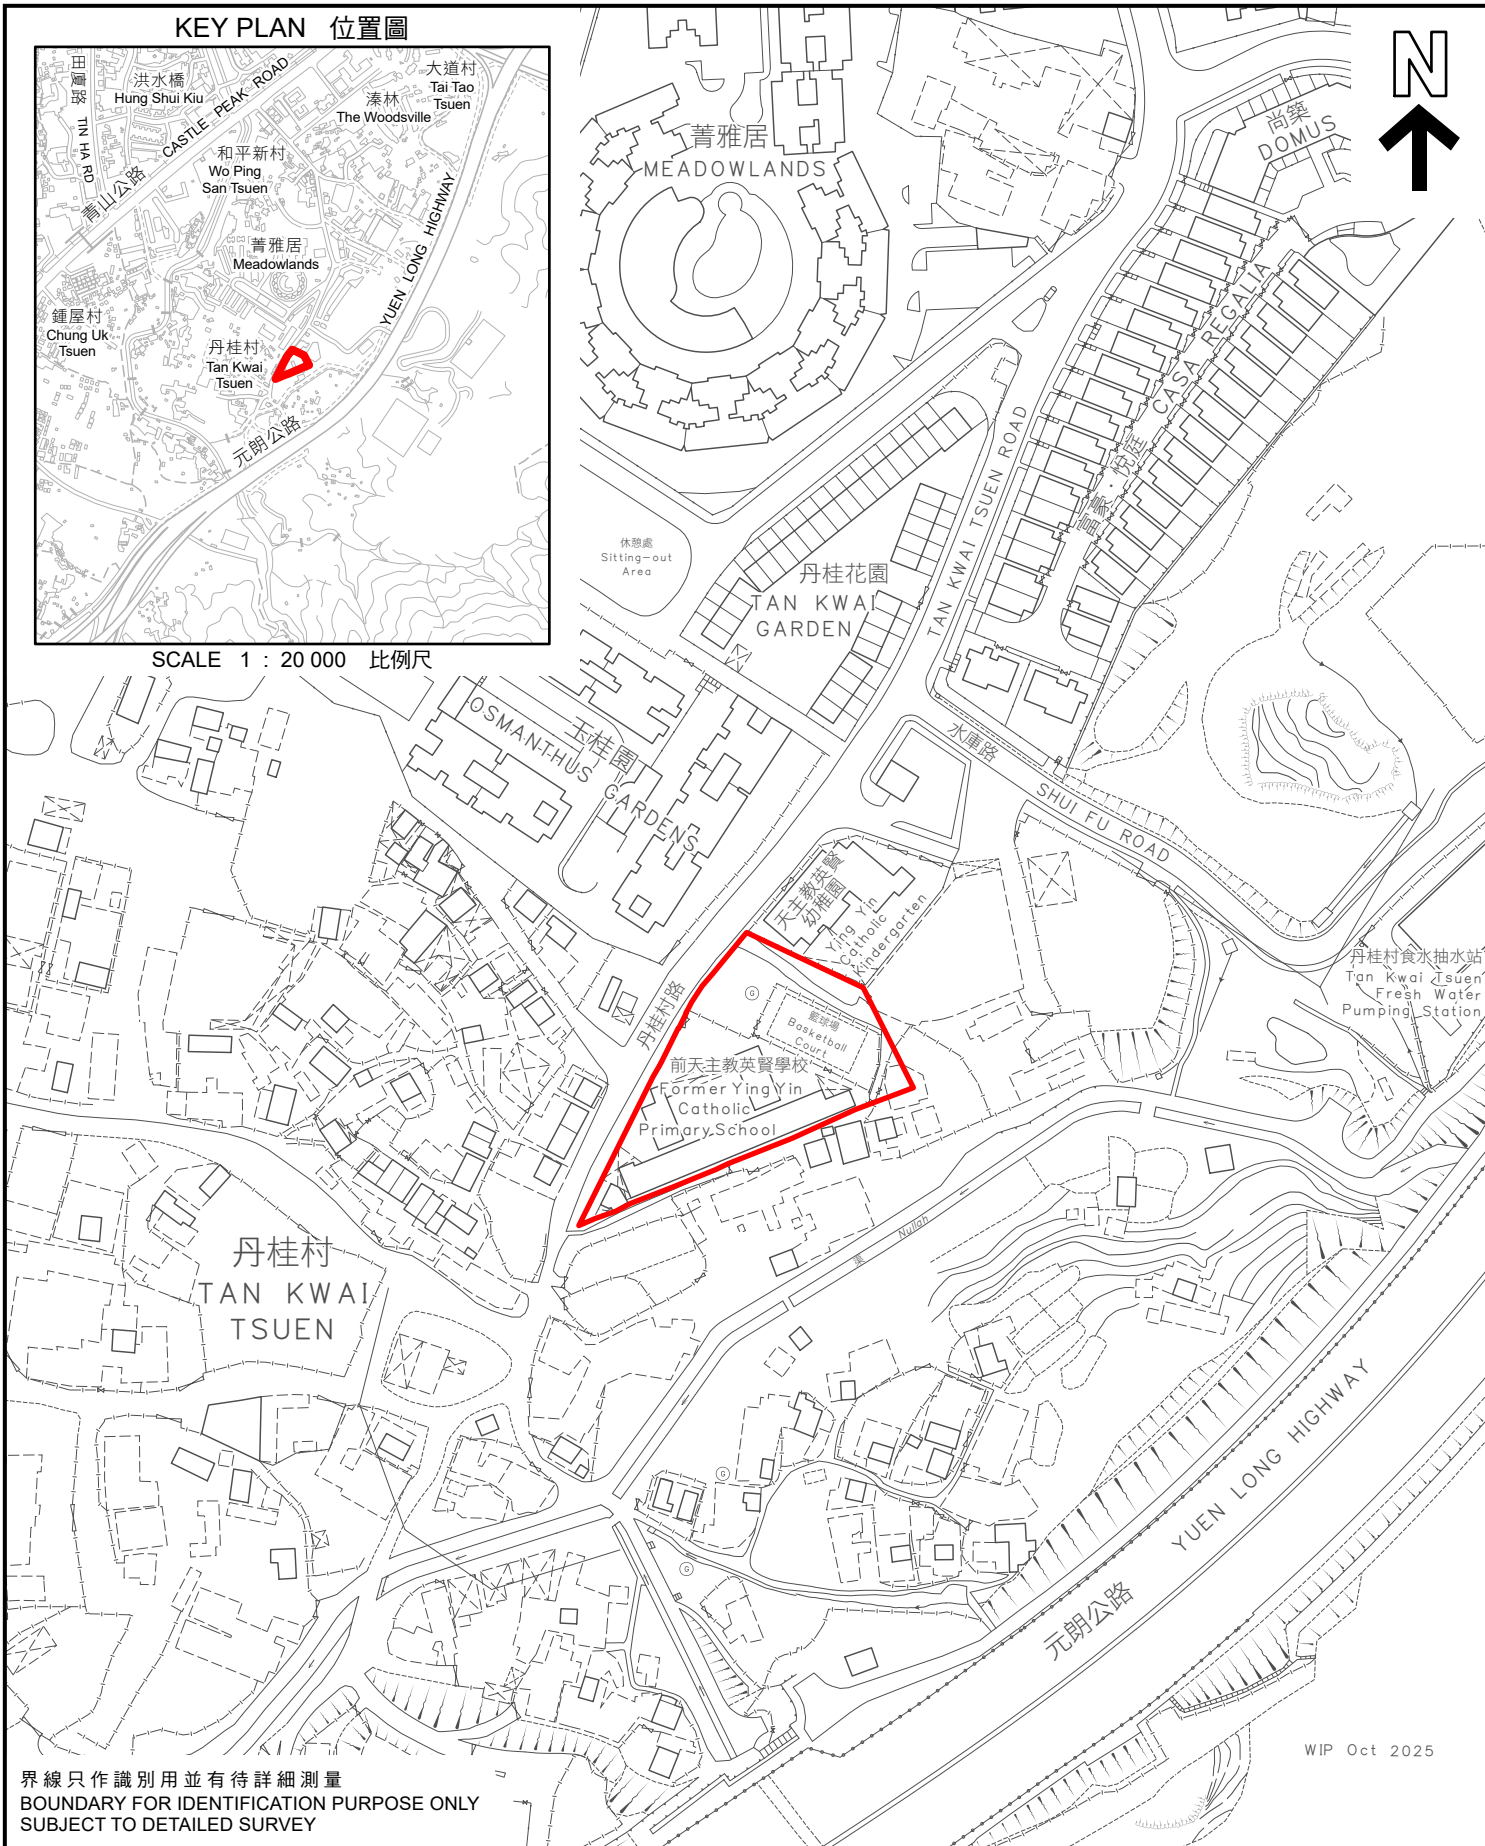 KEY PLAN 位置圖
田廈路
TIN HA RD
洪水橋
Hung Shui Kiu
青山公路
CASTLE PEAK ROAD
大道村
Tai Tao
Tsuen
溱林
The Woodsville
和平新村
Wo Ping
San Tsuen
菁雅居
Meadowlands
YUEN LONG HIGHWAY
鍾屋村
Chung Uk
Tsuen
丹桂村
Tan Kwai
Tsuen
元朗公路
SCALE 1 : 20 000 比例尺
N
菁雅居
MEADOWLANDS
尚築
DOMUS
富豪·悅庭
CASA REGALIA
TAN KWAI TSUEN ROAD
休憩處
Sitting-out
Area
丹桂花園
TAN KWAI
GARDEN
玉桂園
OSMANTHUS GARDENS
水庫路
SHUI FU ROAD
天主教英賢
幼稚園
Ying Yin
Catholic
Kindergarten
丹桂村食水抽水站
Tan Kwai Tsuen
Fresh Water
Pumping Station
丹桂村路
G
籃球場
Basketball
Court
前天主教英賢學校
Former Ying Yin
Catholic
Primary School
渠
Nullah
丹桂村
TAN KWAI
TSUEN
G
G
YUEN LONG HIGHWAY
元朗公路
WIP Oct 2025
界線只作識別用並有待詳細測量
BOUNDARY FOR IDENTIFICATION PURPOSE ONLY
SUBJECT TO DETAILED SURVEY